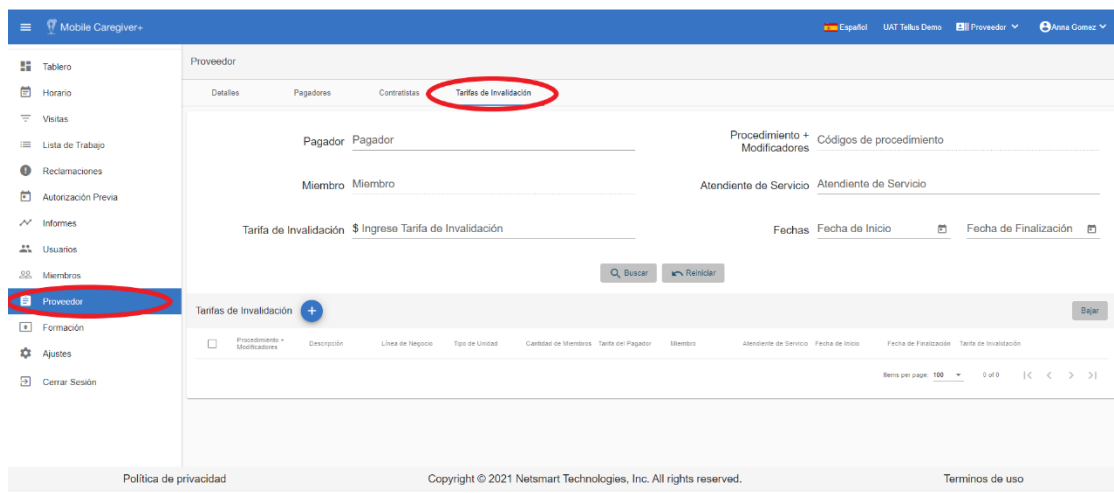 Mobile Caregiver+
Español UAT Tellus Demo Proveedor Anna Gomez
Tablero
Horario
Visitas
Lista de Trabajo
Reclamaciones
Autorización Previa
Informes
Usuarios
Miembros
Proveedor
Formación
Ajustes
Cerrar Sesión
Proveedor
Detalles Pagadores Contratistas Tarifas de Invalidación
Pagador Pagador
Procedimiento +
Modificadores Códigos de procedimiento
Miembro Miembro
Atendiente de Servicio Atendiente de Servicio
Tarifa de Invalidación $ Ingrese Tarifa de Invalidación
Fechas Fecha de Inicio Fecha de Finalización
Buscar Reiniciar
Tarifas de Invalidación + Bajar
Procedimiento +
Modificadores Descripción Línea de Negocio Tipo de Unidad Cantidad de Miembros Tarifa del Pagador Miembro Atendiente de Servicio Fecha de Inicio Fecha de Finalización Tarifa de Invalidación
Items per page: 100 0 of 0
Política de privacidad Copyright © 2021 Netsmart Technologies, Inc. All rights reserved. Terminos de uso